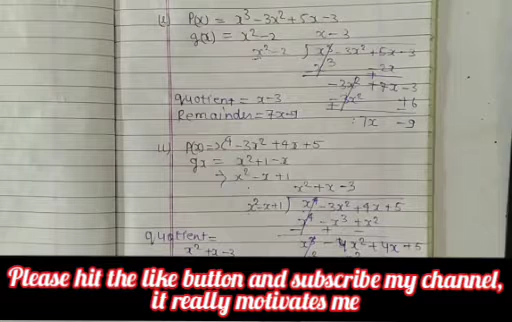 i) P(x) = x³ - 3x² + 5x - 3
g(x) = x² - 2
x - 3
x² - 2 ) x³ - 3x² + 5x - 3
- 2x
- 3x² + 7x - 3
- 3x² + 6
7x - 9
quotient = x - 3
Remainder = 7x - 9
ii) P(x) = x⁴ - 3x² + 4x + 5
gx = x² + 1 - x
⇒ x² - x + 1
x² + x - 3
x² - x + 1 ) x⁴ - 3x² + 4x + 5
x⁴ - x³ + x²
- + -
x³ - 4x² + 4x + 5
quotient =
x² + x - 3
Please hit the like button and subscribe my channel,
it really motivates me